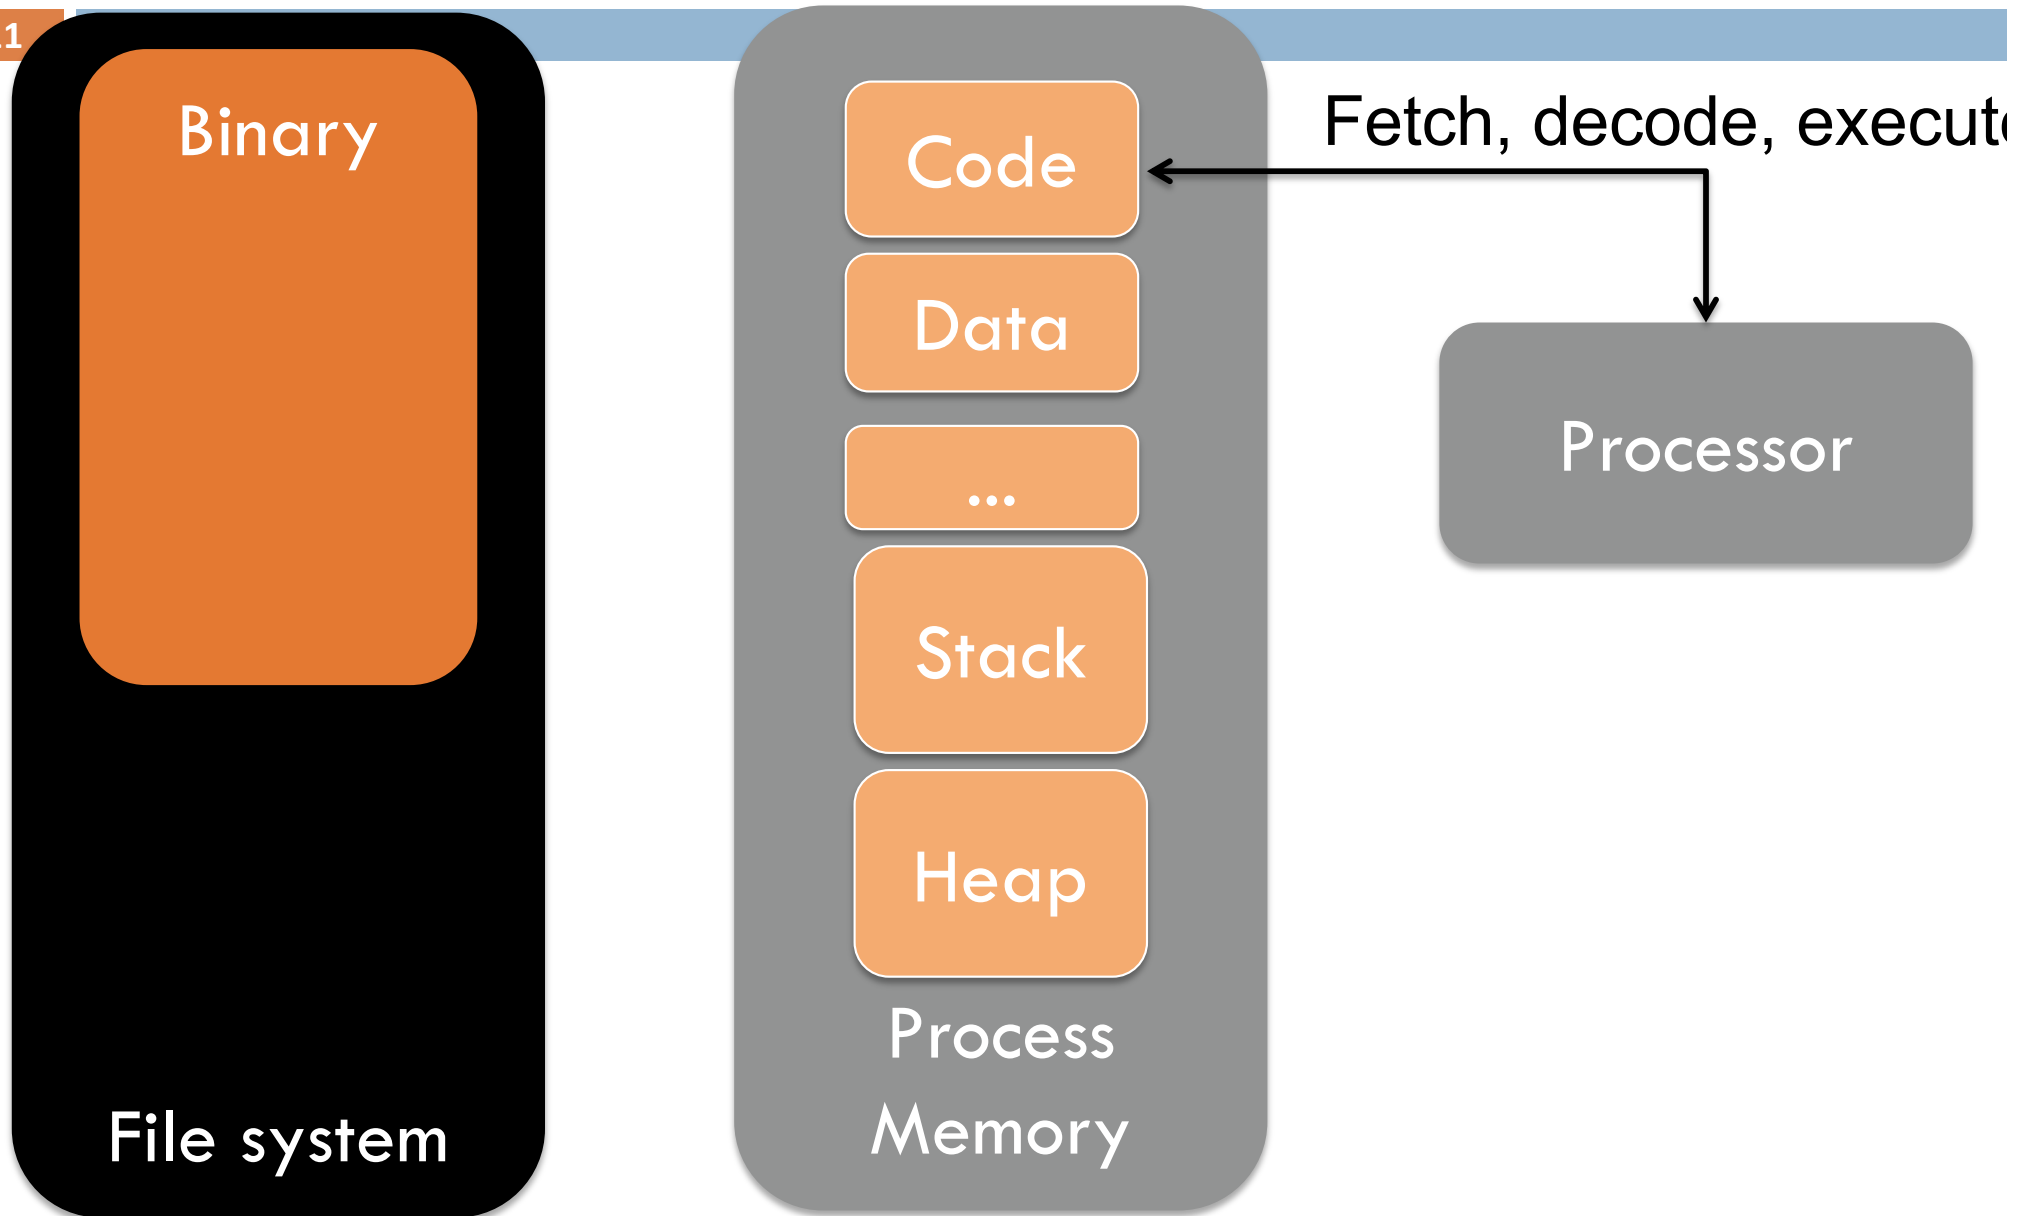 Binary
File system
Code
Data
...
Stack
Heap
Process
Memory
Fetch, decode, execut
Processor